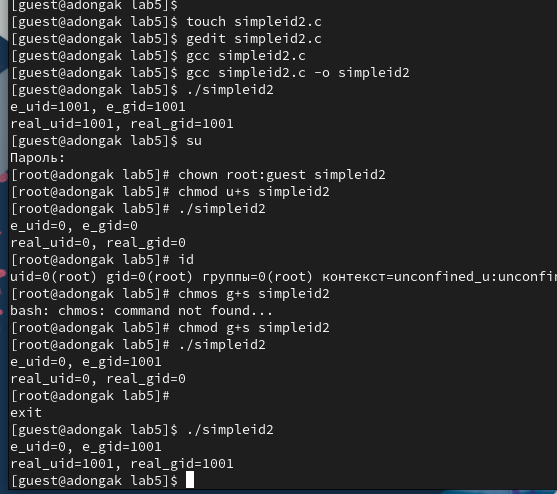 [guest@adongak lab5]$
[guest@adongak lab5]$ touch simpleid2.c
[guest@adongak lab5]$ gedit simpleid2.c
[guest@adongak lab5]$ gcc simpleid2.c
[guest@adongak lab5]$ gcc simpleid2.c -o simpleid2
[guest@adongak lab5]$ ./simpleid2
e_uid=1001, e_gid=1001
real_uid=1001, real_gid=1001
[guest@adongak lab5]$ su
Пароль:
[root@adongak lab5]# chown root:guest simpleid2
[root@adongak lab5]# chmod u+s simpleid2
[root@adongak lab5]# ./simpleid2
e_uid=0, e_gid=0
real_uid=0, real_gid=0
[root@adongak lab5]# id
uid=0(root) gid=0(root) группы=0(root) контекст=unconfined_u:unconfin
[root@adongak lab5]# chmos g+s simpleid2
bash: chmos: command not found...
[root@adongak lab5]# chmod g+s simpleid2
[root@adongak lab5]# ./simpleid2
e_uid=0, e_gid=1001
real_uid=0, real_gid=0
[root@adongak lab5]#
exit
[guest@adongak lab5]$ ./simpleid2
e_uid=0, e_gid=1001
real_uid=1001, real_gid=1001
[guest@adongak lab5]$